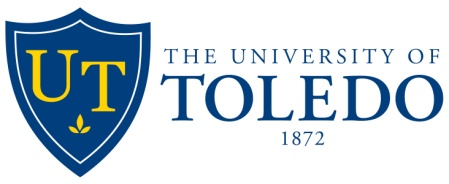 UT
THE UNIVERSITY OF
TOLEDO
1872